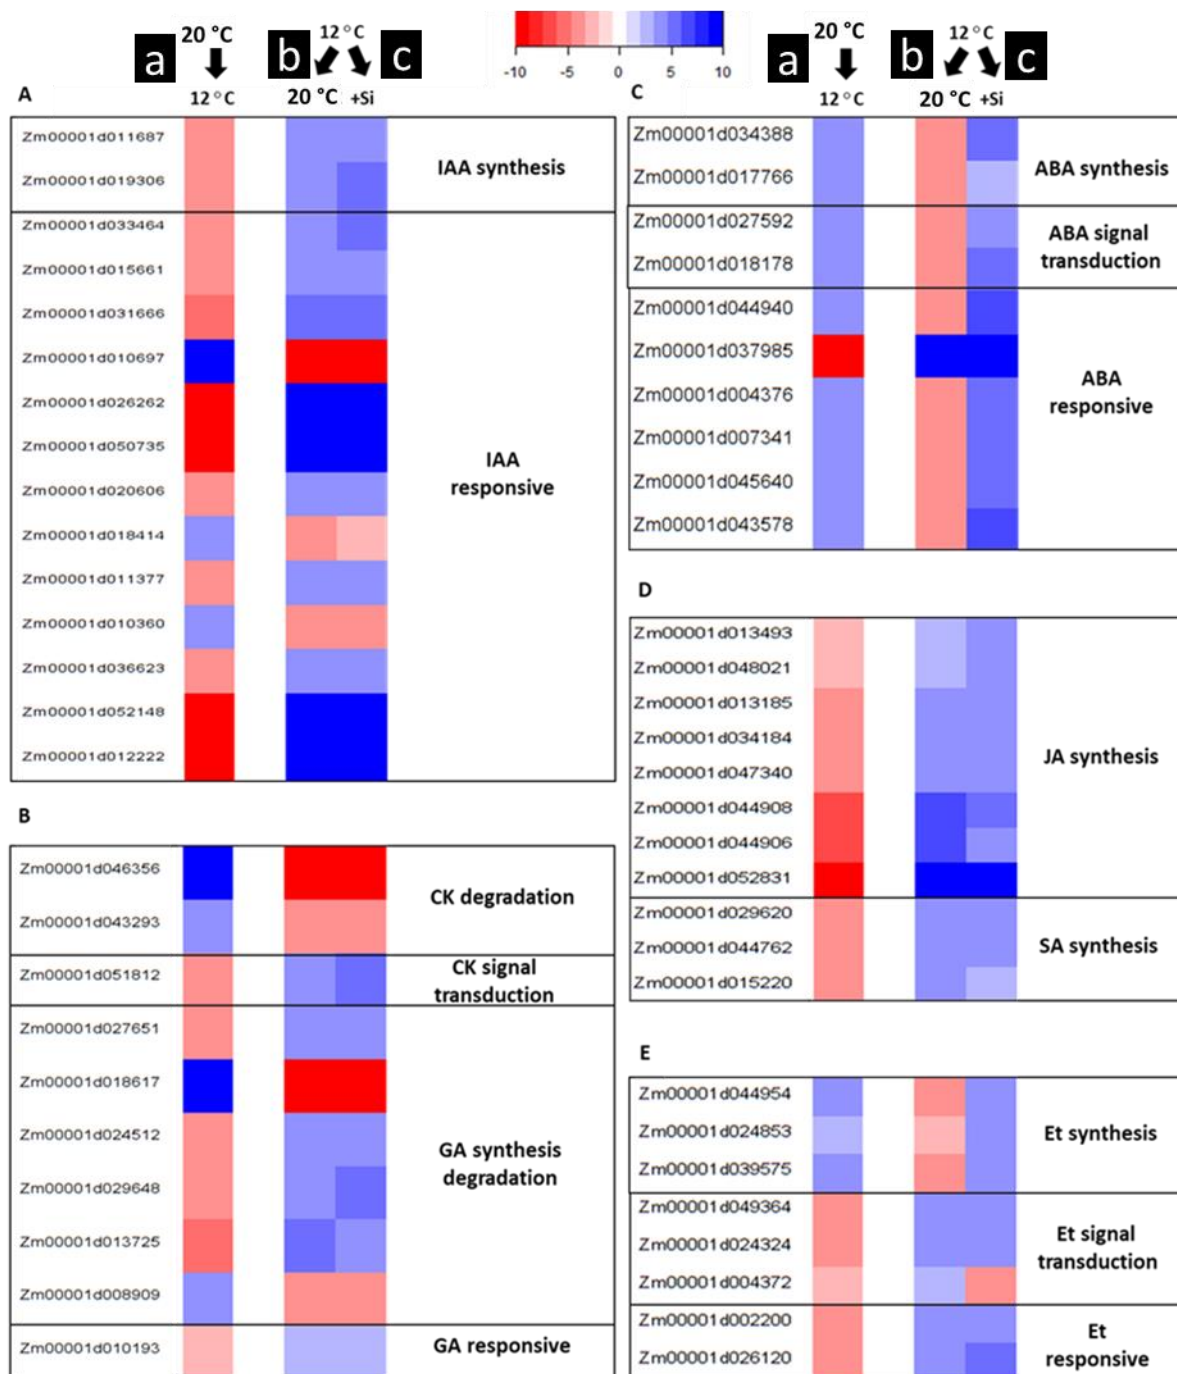 20 °C
12 °C
a
b
c
12 °C
20 °C
+Si
-10
-5
0
5
10
20 °C
12 °C
a
b
c
12 °C
20 °C
+Si
A
Zm00001d011687
Zm00001d019306
IAA synthesis
Zm00001d033464
Zm00001d015661
Zm00001d031666
Zm00001d010697
Zm00001d026262
Zm00001d050735
Zm00001d020606
Zm00001d018414
Zm00001d011377
Zm00001d010360
Zm00001d036623
Zm00001d052148
Zm00001d012222
IAA
responsive
B
Zm00001d046356
Zm00001d043293
CK degradation
Zm00001d051812
CK signal
transduction
Zm00001d027651
Zm00001d018617
Zm00001d024512
Zm00001d029648
Zm00001d013725
Zm00001d008909
GA synthesis
degradation
Zm00001d010193
GA responsive
C
Zm00001d034388
Zm00001d017766
ABA synthesis
Zm00001d027592
Zm00001d018178
ABA signal
transduction
Zm00001d044940
Zm00001d037985
Zm00001d004376
Zm00001d007341
Zm00001d045640
Zm00001d043578
ABA
responsive
D
Zm00001d013493
Zm00001d048021
Zm00001d013185
Zm00001d034184
Zm00001d047340
Zm00001d044908
Zm00001d044906
Zm00001d052831
JA synthesis
Zm00001d029620
Zm00001d044762
Zm00001d015220
SA synthesis
E
Zm00001d044954
Zm00001d024853
Zm00001d039575
Et synthesis
Zm00001d049364
Zm00001d024324
Zm00001d004372
Et signal
transduction
Zm00001d002200
Zm00001d026120
Et
responsive